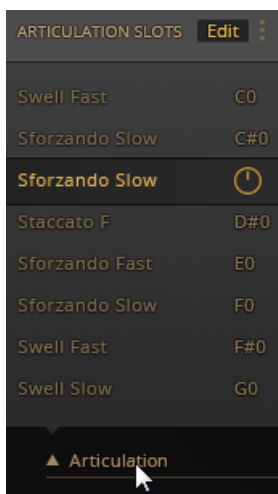 ARTICULATION SLOTS Edit
Swell Fast C0
Sforzando Slow C#0
Sforzando Slow
Staccato F D#0
Sforzando Fast E0
Sforzando Slow F0
Swell Fast F#0
Swell Slow G0
Articulation